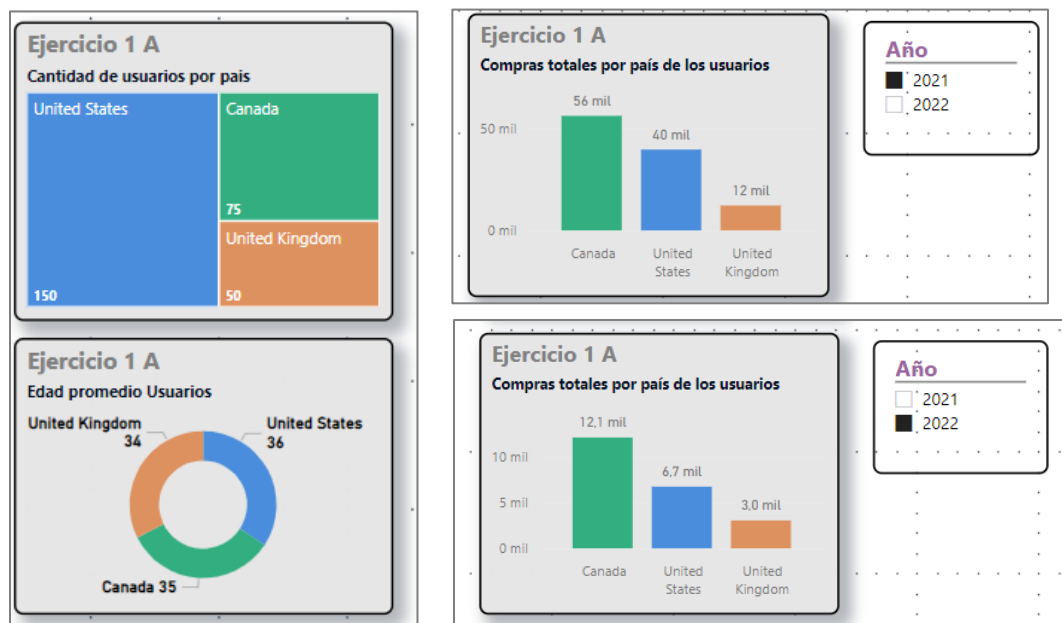 Ejercicio 1 A
Cantidad de usuarios por pais
United States
Canada
75
United Kingdom
150
50
Ejercicio 1 A
Edad promedio Usuarios
United Kingdom
34
United States
36
Canada 35
Ejercicio 1 A
Compras totales por país de los usuarios
56 mil
50 mil
40 mil
12 mil
0 mil
Canada
United
States
United
Kingdom
Año
2021
2022
Ejercicio 1 A
Compras totales por país de los usuarios
12,1 mil
10 mil
6,7 mil
5 mil
3,0 mil
0 mil
Canada
United
States
United
Kingdom
Año
2021
2022